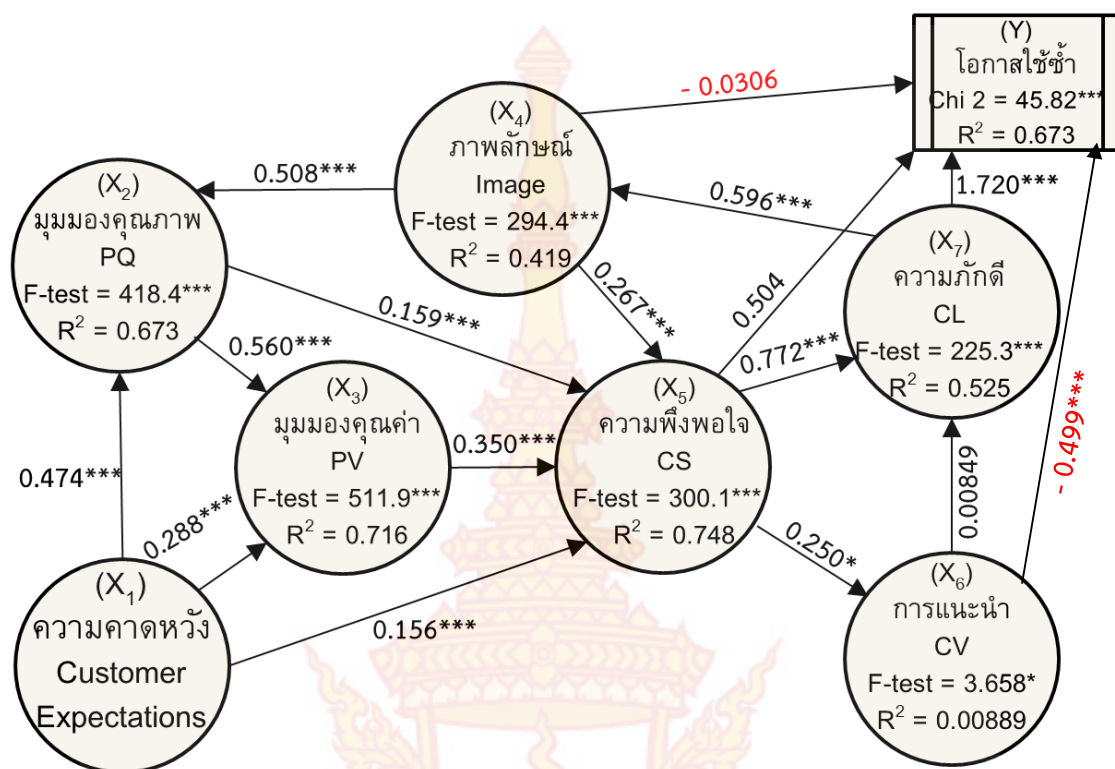 (Y)
โอกาสใช้ซ้ำ
Chi 2 = 45.82***
R² = 0.673
- 0.0306
(X₄)
ภาพลักษณ์
Image
F-test = 294.4***
R² = 0.419
0.508***
0.596***
1.720***
(X₂)
มุมมองคุณภาพ
PQ
F-test = 418.4***
R² = 0.673
(X₇)
ความภักดี
CL
F-test = 225.3***
R² = 0.525
0.159***
0.267***
0.504
0.560***
0.772***
- 0.499***
(X₃)
มุมมองคุณค่า
PV
F-test = 511.9***
R² = 0.716
0.350***
(X₅)
ความพึงพอใจ
CS
F-test = 300.1***
R² = 0.748
0.474***
0.288***
0.00849
0.250*
0.156***
(X₁)
ความคาดหวัง
Customer
Expectations
(X₆)
การแนะนำ
CV
F-test = 3.658*
R² = 0.00889